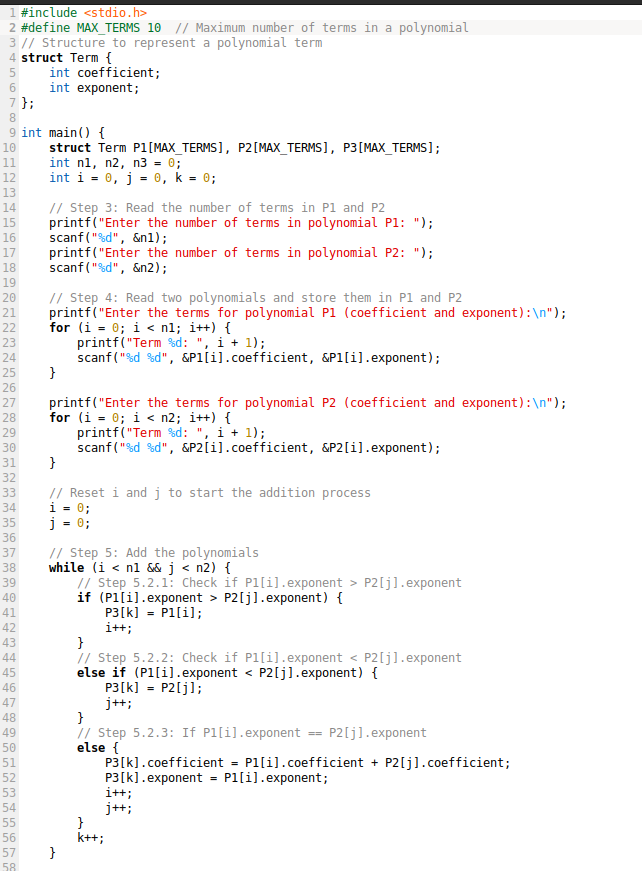 1 #include <stdio.h>
2 #define MAX_TERMS 10  // Maximum number of terms in a polynomial
3 // Structure to represent a polynomial term
4 struct Term {
5     int coefficient;
6     int exponent;
7 };
8
9 int main() {
10     struct Term P1[MAX_TERMS], P2[MAX_TERMS], P3[MAX_TERMS];
11     int n1, n2, n3 = 0;
12     int i = 0, j = 0, k = 0;
13
14     // Step 3: Read the number of terms in P1 and P2
15     printf("Enter the number of terms in polynomial P1: ");
16     scanf("%d", &n1);
17     printf("Enter the number of terms in polynomial P2: ");
18     scanf("%d", &n2);
19
20     // Step 4: Read two polynomials and store them in P1 and P2
21     printf("Enter the terms for polynomial P1 (coefficient and exponent):\n");
22     for (i = 0; i < n1; i++) {
23         printf("Term %d: ", i + 1);
24         scanf("%d %d", &P1[i].coefficient, &P1[i].exponent);
25     }
26
27     printf("Enter the terms for polynomial P2 (coefficient and exponent):\n");
28     for (i = 0; i < n2; i++) {
29         printf("Term %d: ", i + 1);
30         scanf("%d %d", &P2[i].coefficient, &P2[i].exponent);
31     }
32
33     // Reset i and j to start the addition process
34     i = 0;
35     j = 0;
36
37     // Step 5: Add the polynomials
38     while (i < n1 && j < n2) {
39         // Step 5.2.1: Check if P1[i].exponent > P2[j].exponent
40         if (P1[i].exponent > P2[j].exponent) {
41             P3[k] = P1[i];
42             i++;
43         }
44         // Step 5.2.2: Check if P1[i].exponent < P2[j].exponent
45         else if (P1[i].exponent < P2[j].exponent) {
46             P3[k] = P2[j];
47             j++;
48         }
49         // Step 5.2.3: If P1[i].exponent == P2[j].exponent
50         else {
51             P3[k].coefficient = P1[i].coefficient + P2[j].coefficient;
52             P3[k].exponent = P1[i].exponent;
53             i++;
54             j++;
55         }
56         k++;
57     }
58